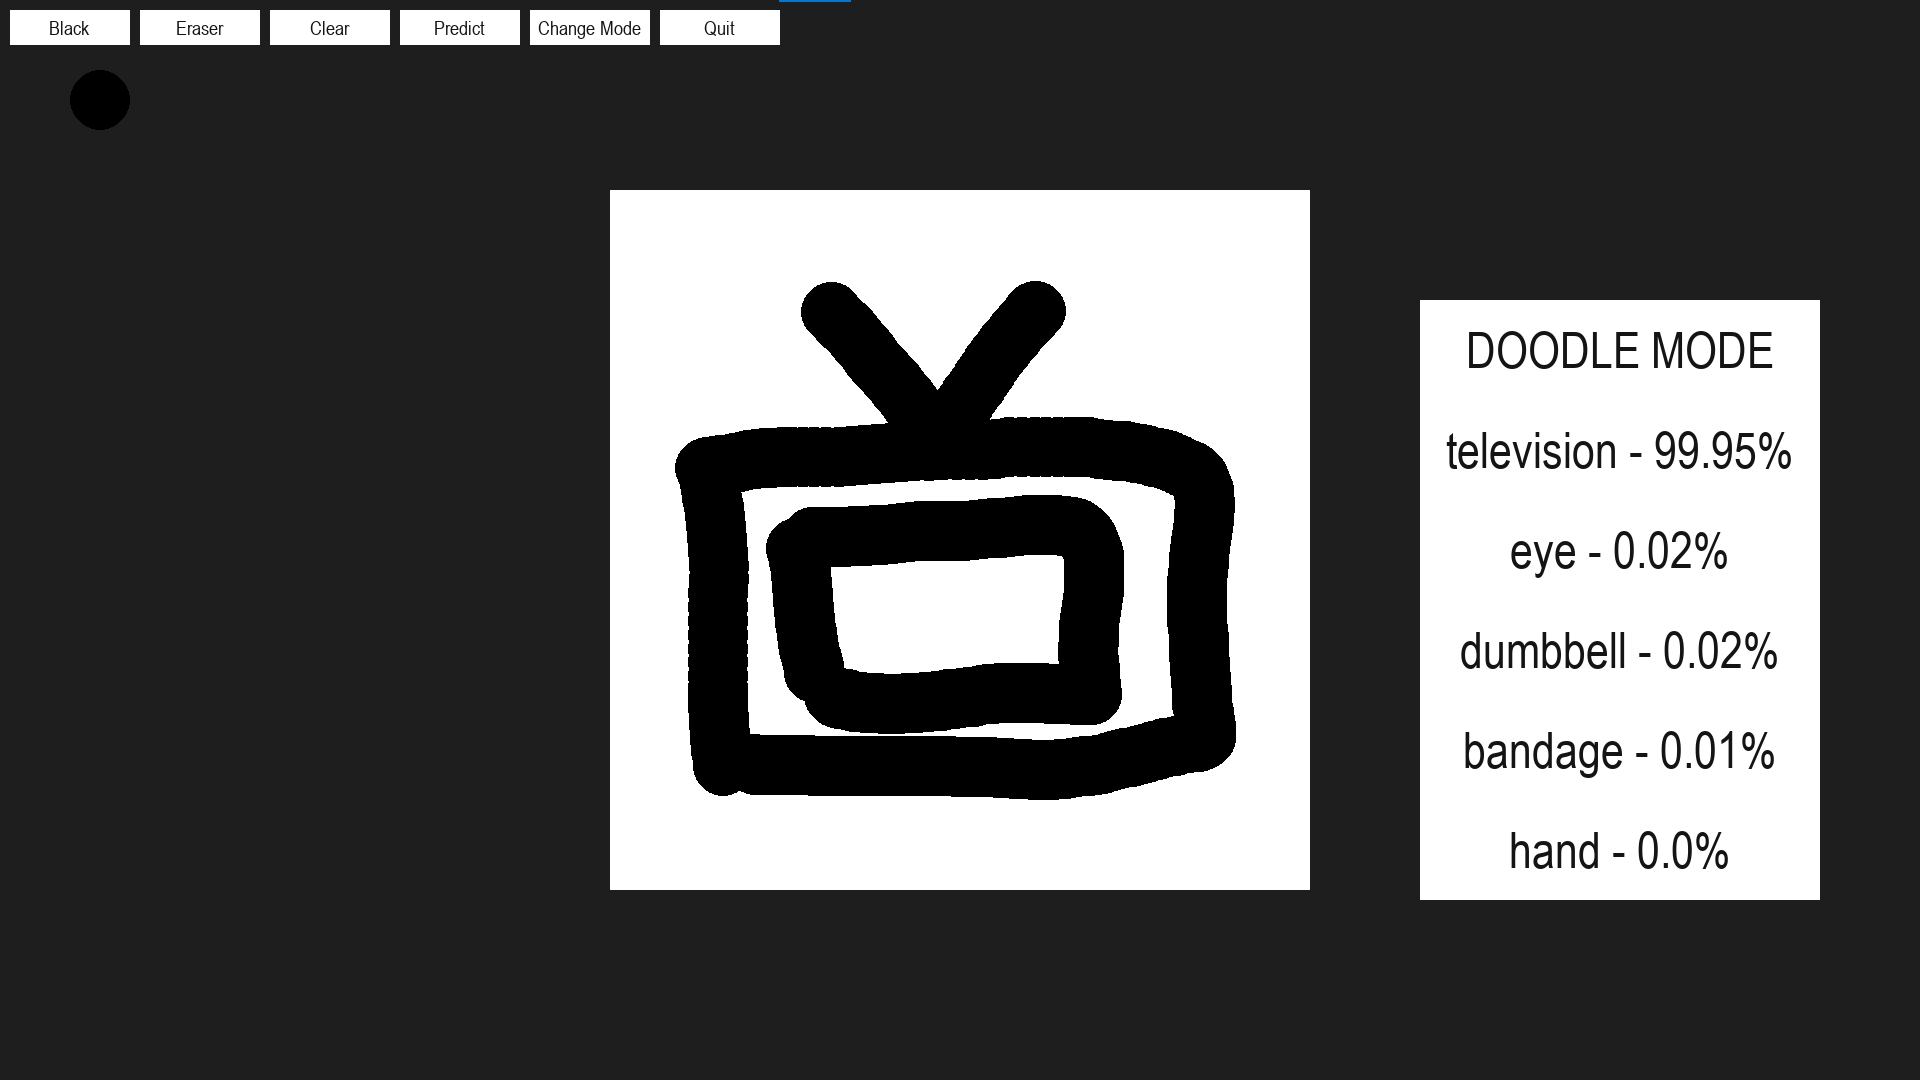 Black Eraser Clear Predict Change Mode Quit
DOODLE MODE
television - 99.95%
eye - 0.02%
dumbbell - 0.02%
bandage - 0.01%
hand - 0.0%